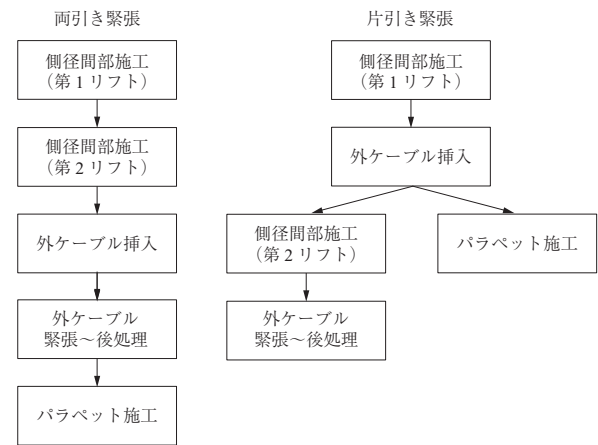 両引き緊張
側径間部施工
（第 1 リフト）
側径間部施工
（第 2 リフト）
外ケーブル挿入
外ケーブル
緊張～後処理
パラペット施工
片引き緊張
側径間部施工
（第 1 リフト）
外ケーブル挿入
側径間部施工
（第 2 リフト）
外ケーブル
緊張～後処理
パラペット施工